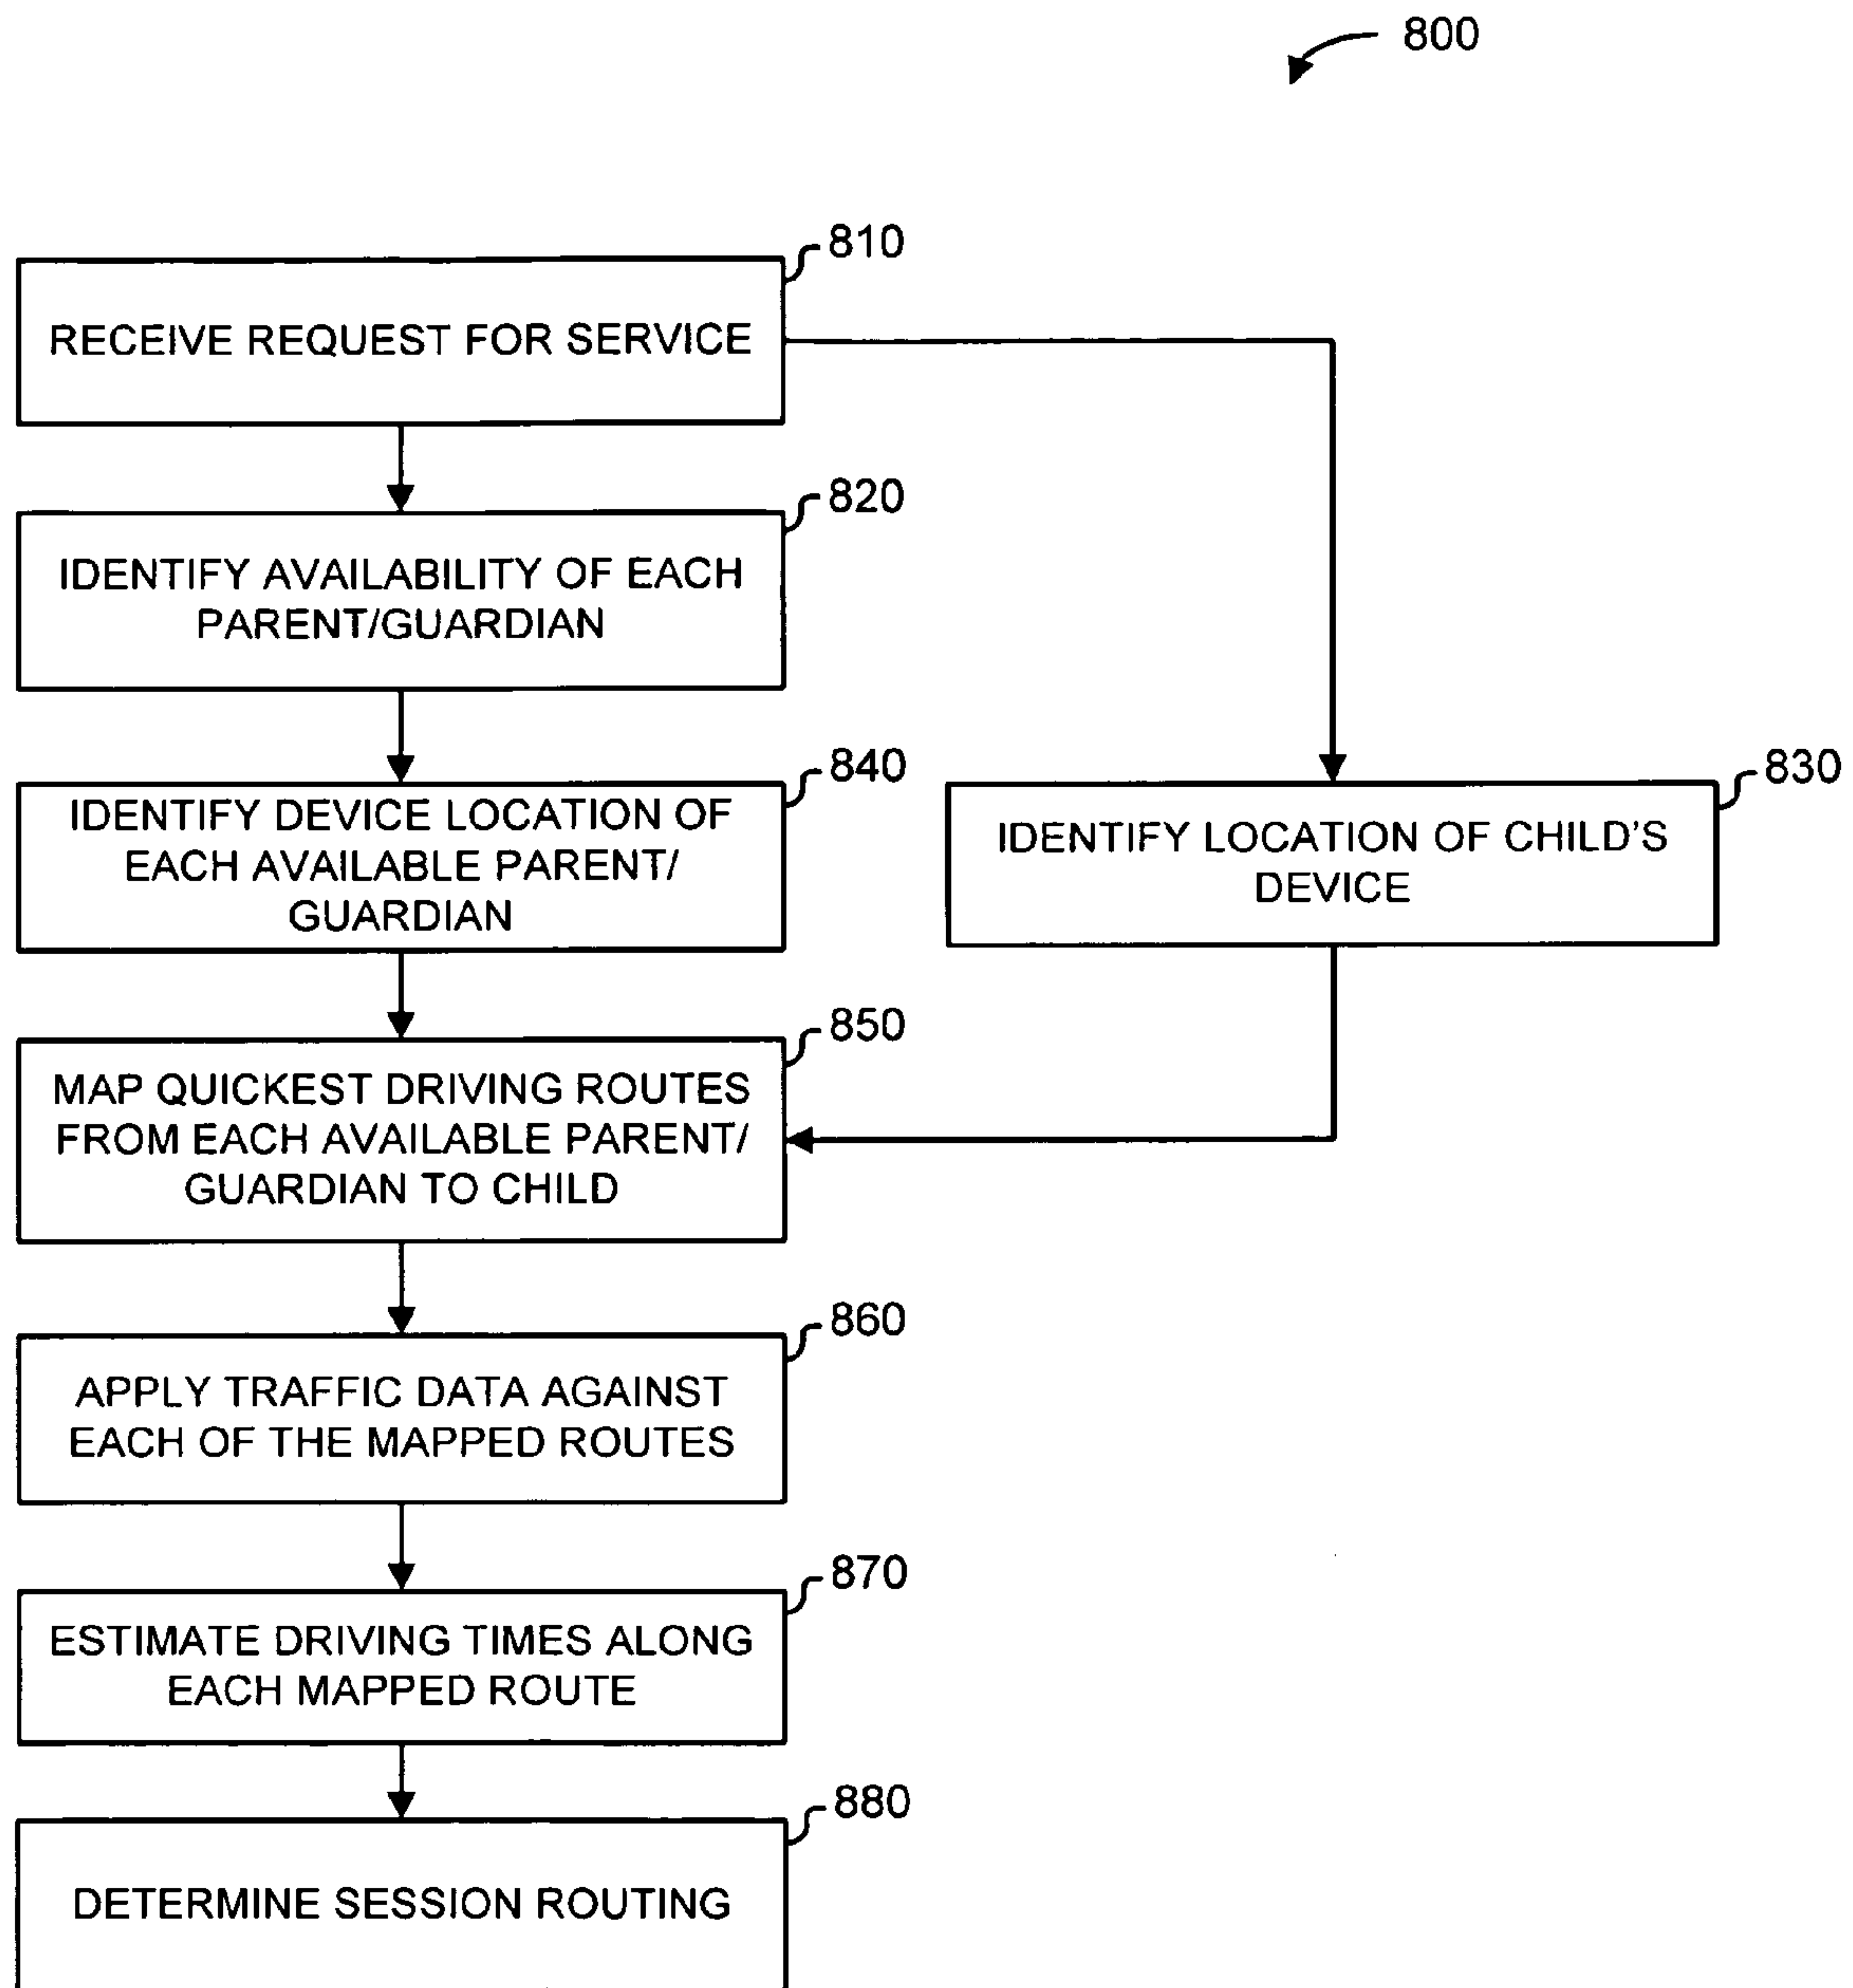 800
810
RECEIVE REQUEST FOR SERVICE
820
IDENTIFY AVAILABILITY OF EACH
PARENT/GUARDIAN
840
IDENTIFY DEVICE LOCATION OF
EACH AVAILABLE PARENT/
GUARDIAN
830
IDENTIFY LOCATION OF CHILD'S
DEVICE
850
MAP QUICKEST DRIVING ROUTES
FROM EACH AVAILABLE PARENT/
GUARDIAN TO CHILD
860
APPLY TRAFFIC DATA AGAINST
EACH OF THE MAPPED ROUTES
870
ESTIMATE DRIVING TIMES ALONG
EACH MAPPED ROUTE
880
DETERMINE SESSION ROUTING